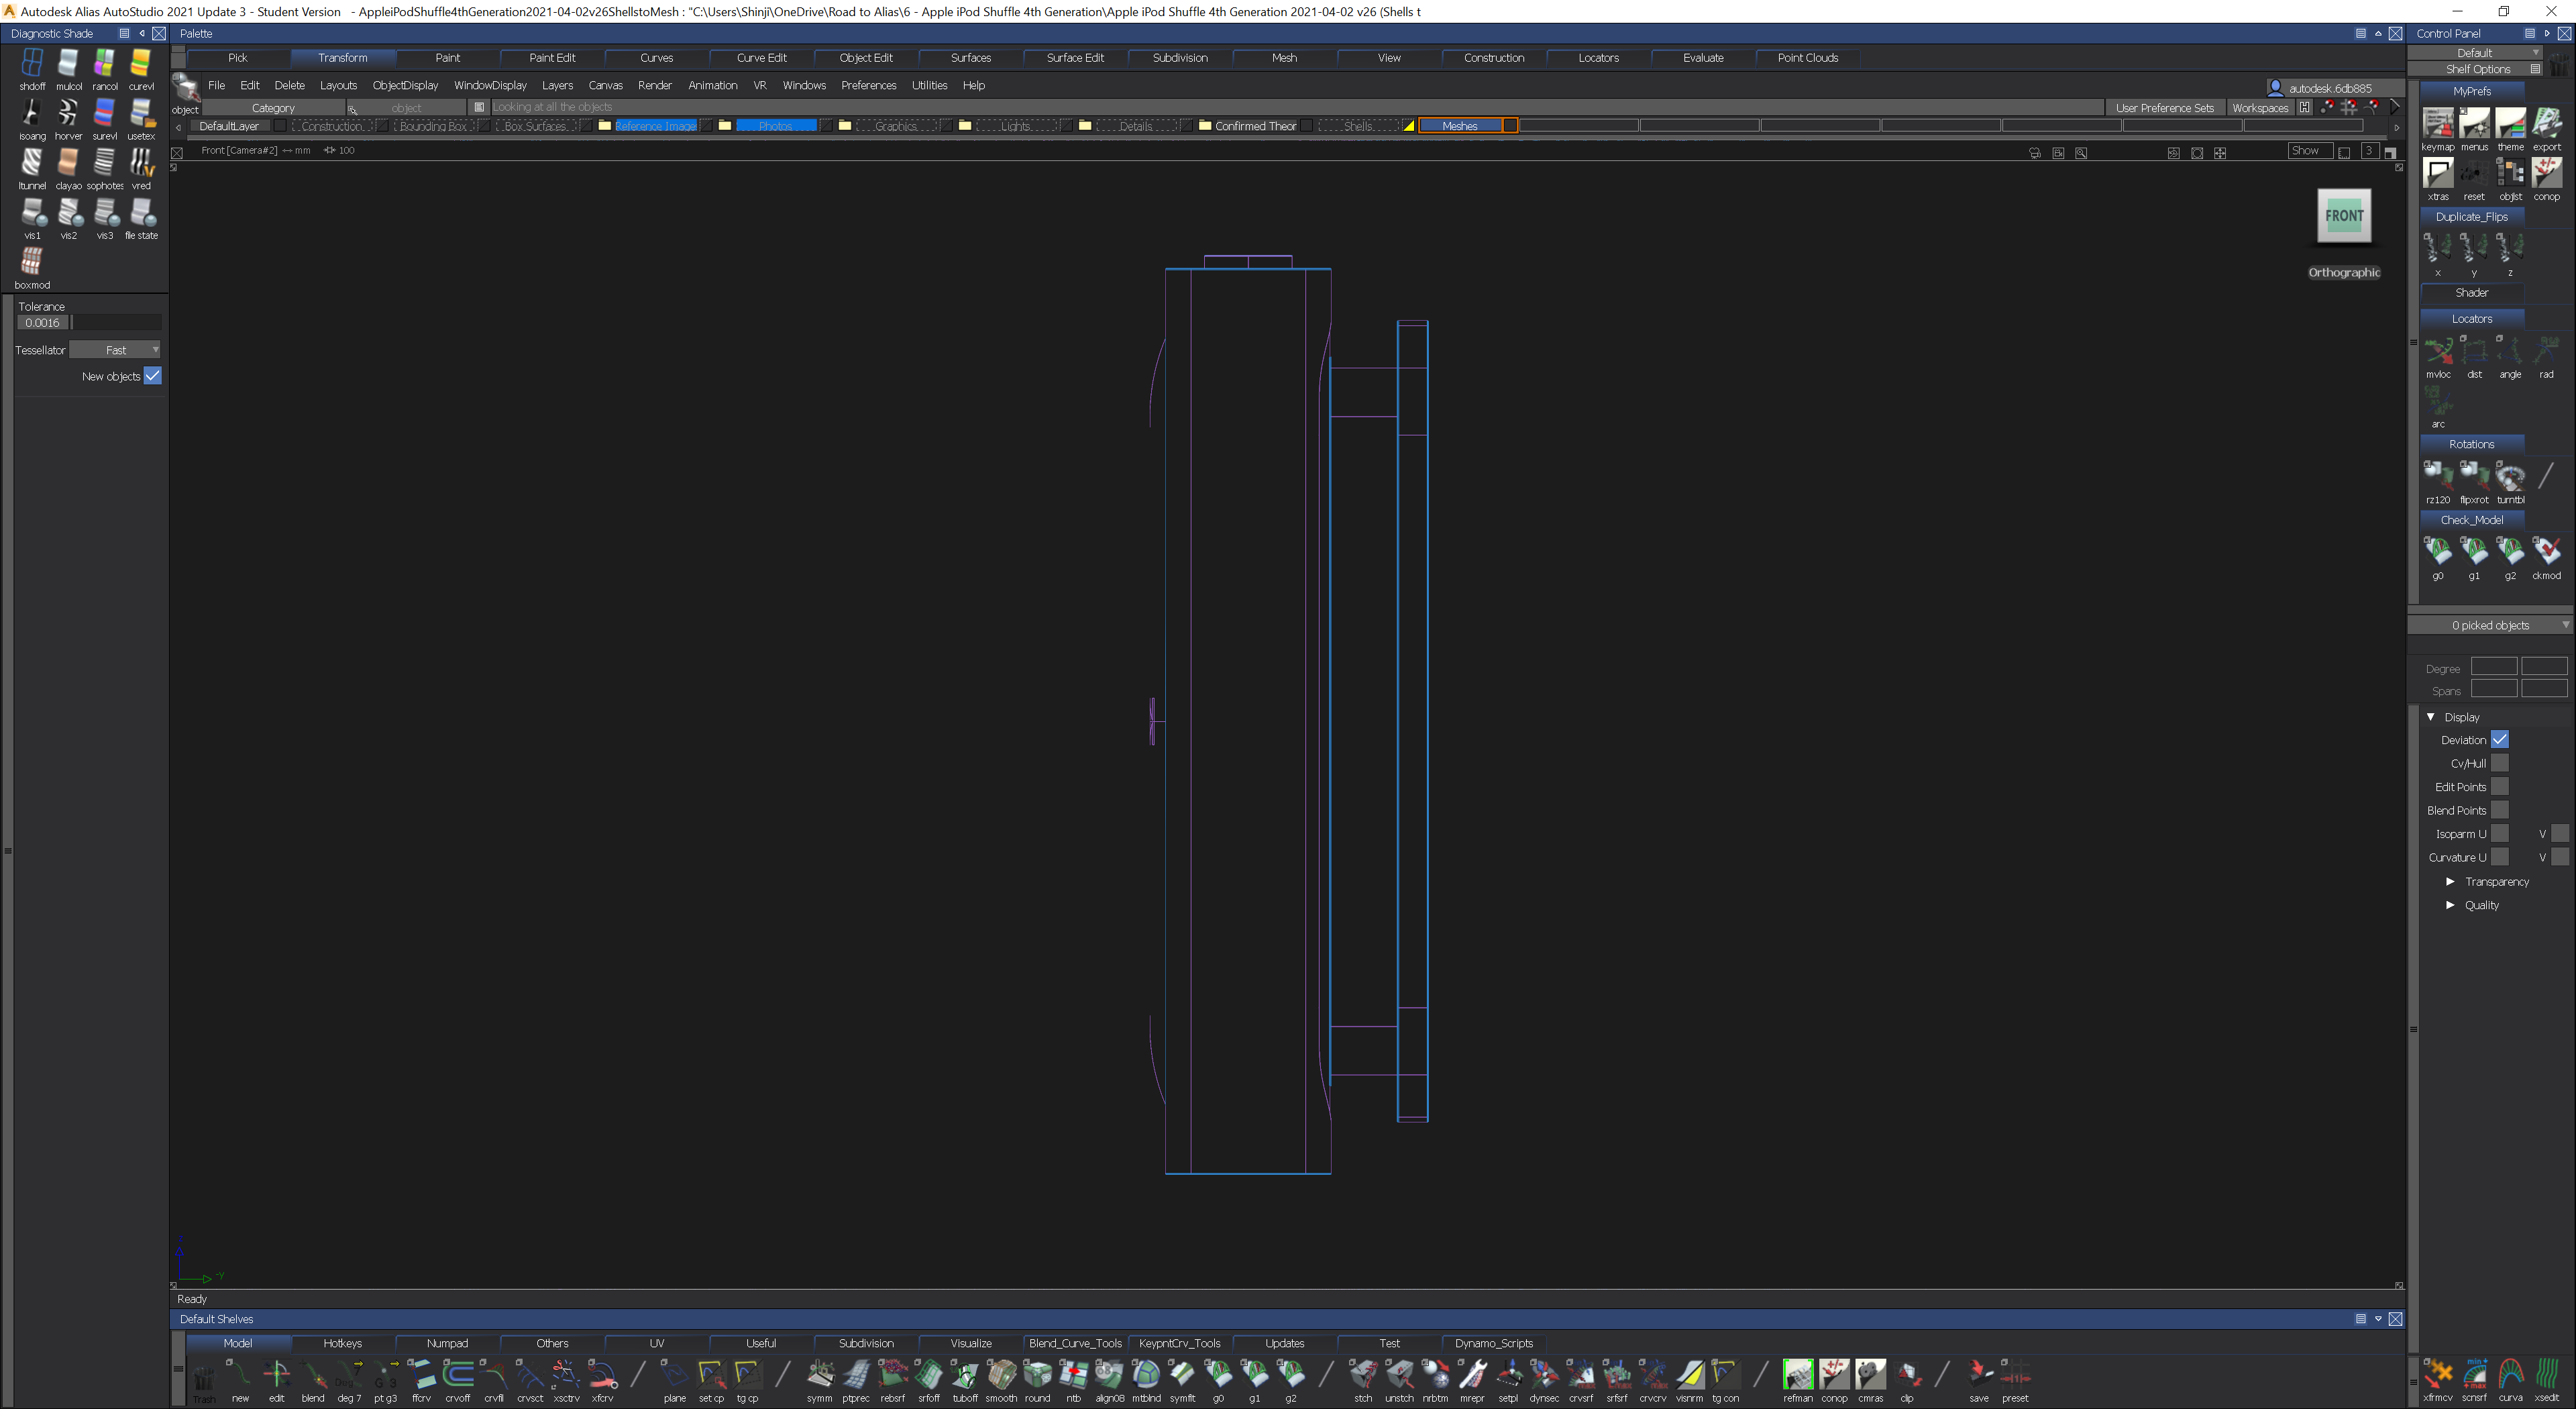 Autodesk Alias AutoStudio 2021 Update 3 - Student Version - AppleiPodShuffle4thGeneration2021-04-02v26ShellstoMesh : "C:\Users\Shinji\OneDrive\Road to Alias\6 - Apple iPod Shuffle 4th Generation\Apple iPod Shuffle 4th Generation 2021-04-02 v26 (Shells t
Diagnostic Shade
Palette
Control Panel
Pick Transform Paint Paint Edit Curves Curve Edit Object Edit Surfaces Surface Edit Subdivision Mesh View Construction Locators Evaluate Point Clouds
File Edit Delete Layouts ObjectDisplay WindowDisplay Layers Canvas Render Animation VR Windows Preferences Utilities Help
autodesk.6db885
object
Category object Looking at all the objects
User Preference Sets Workspaces
DefaultLayer Construction Bounding Box Box Surfaces Reference Image Photos Graphics Lights Details Confirmed Theor Shells Meshes
Front [Camera#2] mm 100
Show 3
shdoff mulcol rancol curevl
isoang horver surevl usetex
ltunnel clayao sophotes vred
vis1 vis2 vis3 file state
boxmod
Tolerance
0.0016
Tessellator Fast
New objects
FRONT
Orthographic
-y
Ready
Default
Shelf Options
MyPrefs
keymap menus theme export
xtras reset objlst conop
Duplicate_Flips
x y z
Shader
Locators
mvloc dist angle rad
arc
Rotations
rz120 flipxrot turntbl
Check_Model
g0 g1 g2 ckmod
0 picked objects
Degree
Spans
Display
Deviation
Cv/Hull
Edit Points
Blend Points
Isoparm U V
Curvature U V
Transparency
Quality
Default Shelves
Model Hotkeys Numpad Others UV Useful Subdivision Visualize Blend_Curve_Tools KeypntCrv_Tools Updates Test Dynamo_Scripts
Trash new edit blend deg 7 pt g3 ffcrv crvoff crvfil crvsct xsctrv xfcrv plane set cp tg cp symm ptprec rebsrf srfoff tuboff smooth round ntb align08 mtblnd symflt g0 g1 g2 stch unstch nrbtm mrepr setpl dynsec crvsrf srfsrf crvcrv visnrm tg con refman conop cmras clip save preset
xfrmcv scnsrf curva xsedit